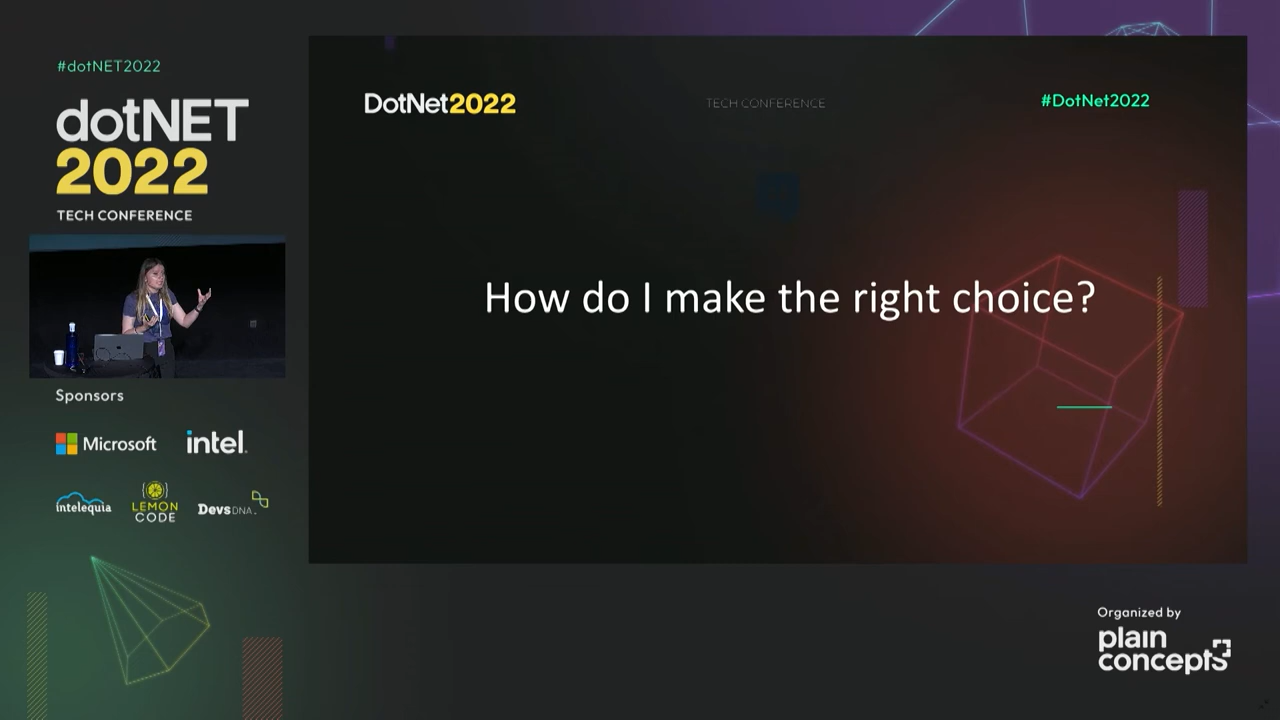 #dotNET2022
dotNET
2022
TECH CONFERENCE
Sponsors
Microsoft
intel.
intelequia
LEMON
CODE
DevsDNA
DotNet2022
TECH CONFERENCE
#DotNet2022
How do I make the right choice?
Organized by
plain
concepts